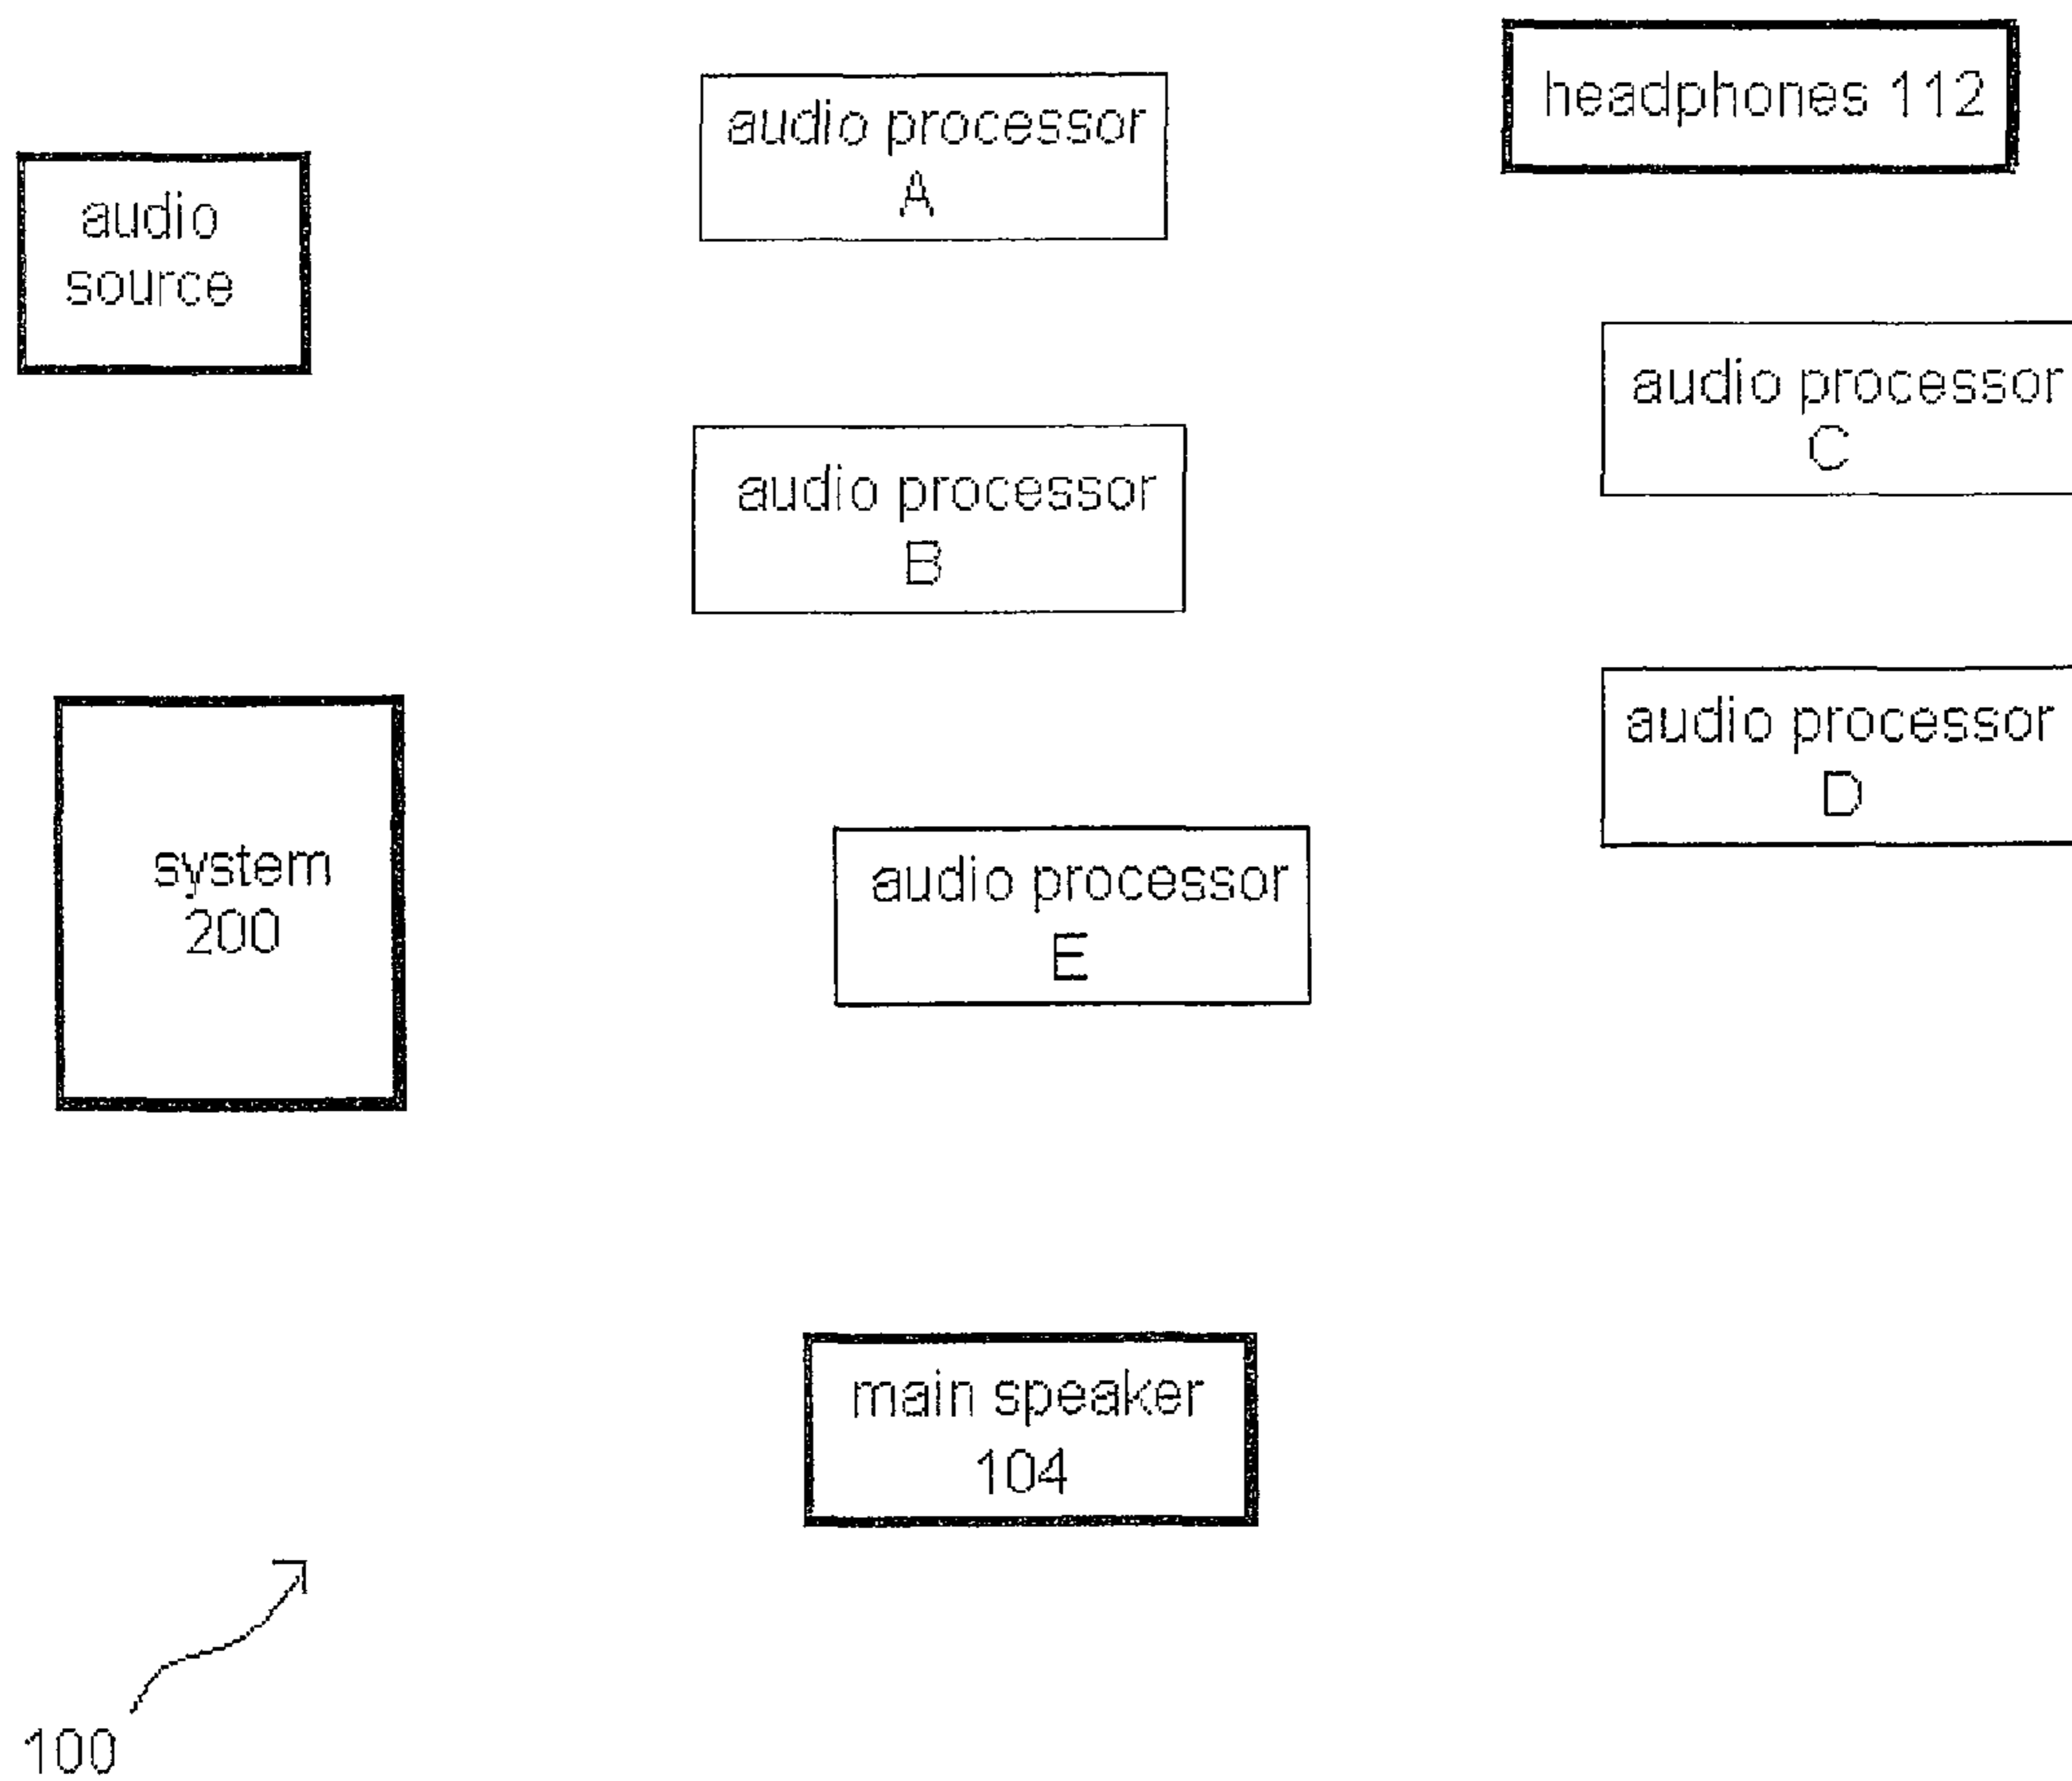 headphones 112
audio processor
A
audio
source
audio processor
C
audio processor
B
audio processor
D
system
200
audio processor
E
main speaker
104
100